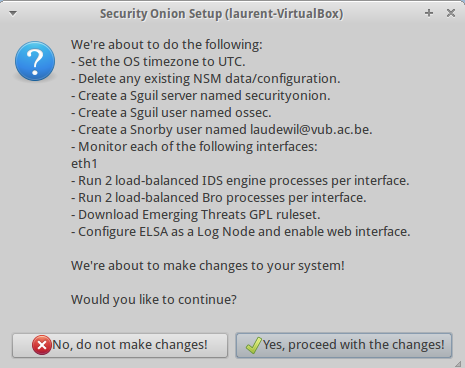 Security Onion Setup (laurent-VirtualBox)
We're about to do the following:
- Set the OS timezone to UTC.
- Delete any existing NSM data/configuration.
- Create a Sguil server named securityonion.
- Create a Sguil user named ossec.
- Create a Snorby user named laudewil@vub.ac.be.
- Monitor each of the following interfaces:
eth1
- Run 2 load-balanced IDS engine processes per interface.
- Run 2 load-balanced Bro processes per interface.
- Download Emerging Threats GPL ruleset.
- Configure ELSA as a Log Node and enable web interface.
We're about to make changes to your system!
Would you like to continue?
No, do not make changes!
Yes, proceed with the changes!